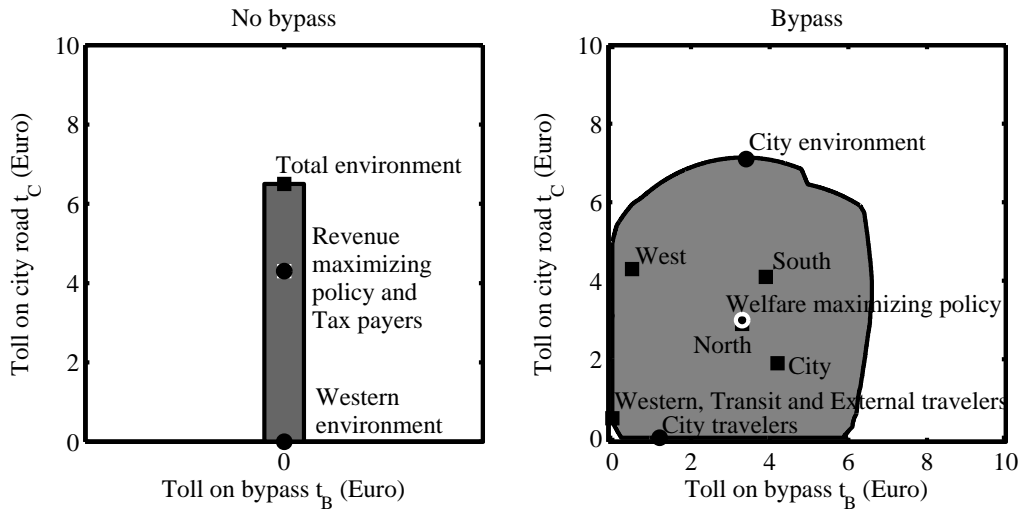 No bypass
10
8
6
4
2
0
Toll on city road t_C (Euro)
Total environment
Revenue
maximizing
policy and
Tax payers
Western
environment
0
Toll on bypass t_B (Euro)
Bypass
10
8
6
4
2
0
Toll on city road t_C (Euro)
City environment
West
South
Welfare maximizing policy
North
City
Western, Transit and External travelers
City travelers
0 2 4 6 8 10
Toll on bypass t_B (Euro)